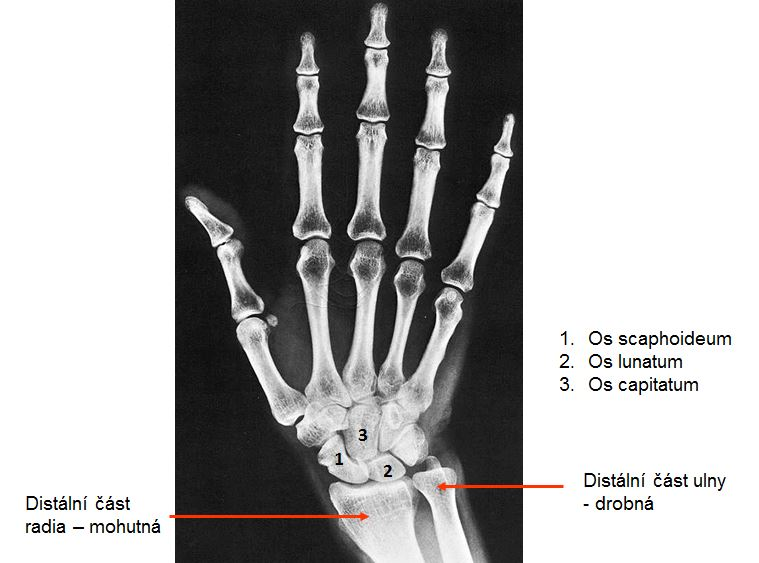 1. Os scaphoideum
2. Os lunatum
3. Os capitatum
3
1
2
Distální část ulny
- drobná
Distální část
radia – mohutná